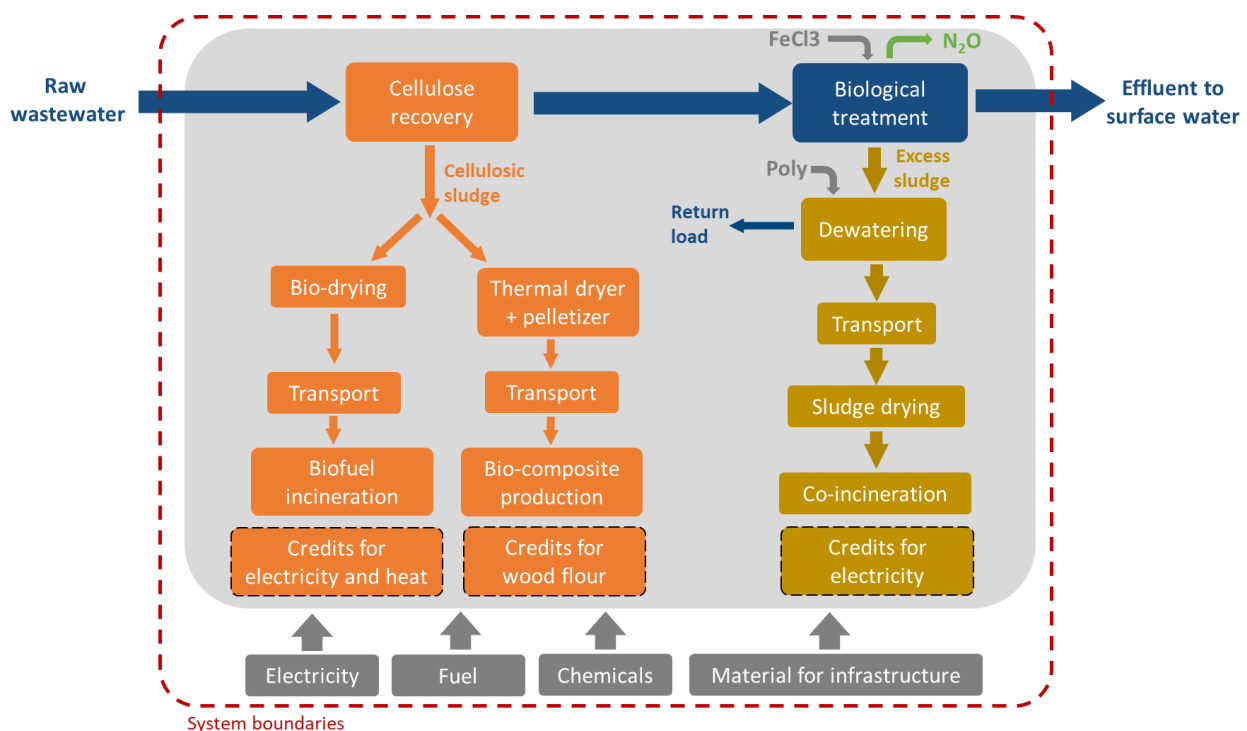 Raw
wastewater
Cellulose
recovery
FeCl3
N₂O
Biological
treatment
Effluent to
surface water
Cellulosic
sludge
Poly
Excess
sludge
Return
load
Dewatering
Bio-drying
Thermal dryer
+ pelletizer
Transport
Transport
Transport
Sludge drying
Biofuel
incineration
Bio-composite
production
Co-incineration
Credits for
electricity and heat
Credits for
wood flour
Credits for
electricity
Electricity
Fuel
Chemicals
Material for infrastructure
System boundaries